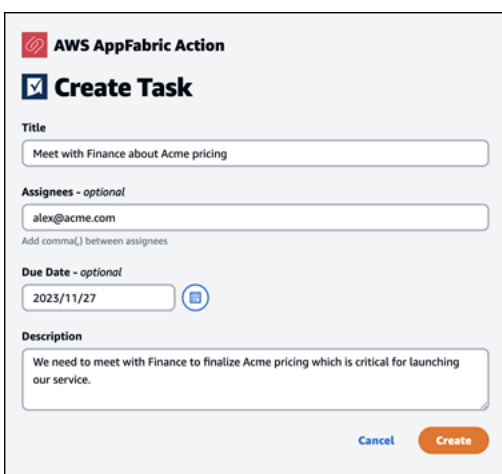 AWS AppFabric Action
Create Task
Title
Meet with Finance about Acme pricing
Assignees - optional
alex@acme.com
Add comma(,) between assignees
Due Date - optional
2023/11/27
Description
We need to meet with Finance to finalize Acme pricing which is critical for launching
our service.
Cancel Create